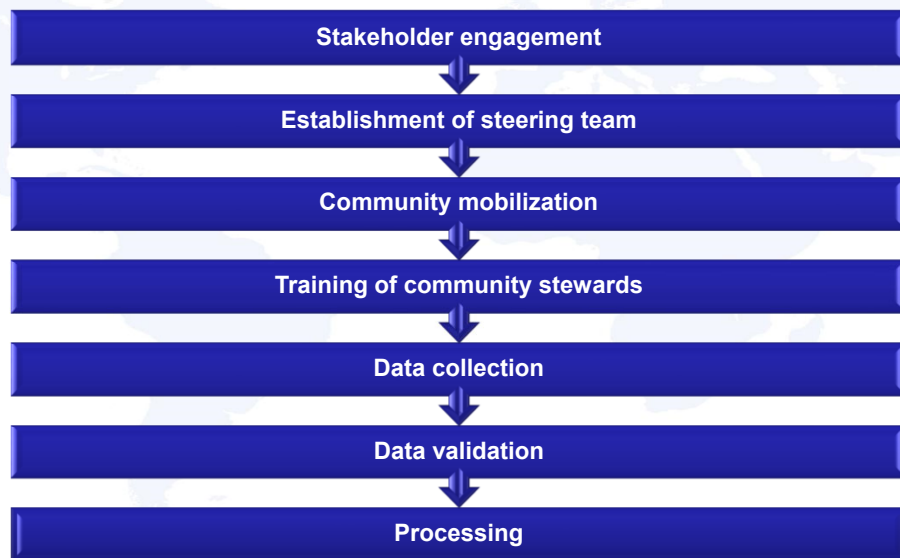 Stakeholder engagement
Establishment of steering team
Community mobilization
Training of community stewards
Data collection
Data validation
Processing